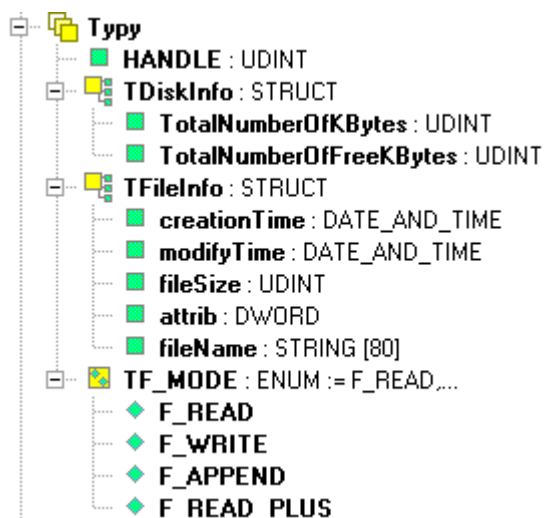 Typy
HANDLE : UDINT
TDiskInfo : STRUCT
TotalNumberOfKBytes : UDINT
TotalNumberOfFreeKBytes : UDINT
TFileInfo : STRUCT
creationTime : DATE_AND_TIME
modifyTime : DATE_AND_TIME
fileSize : UDINT
attrib : DWORD
fileName : STRING [80]
TF_MODE : ENUM := F_READ,...
F_READ
F_WRITE
F_APPEND
F_READ_PLUS